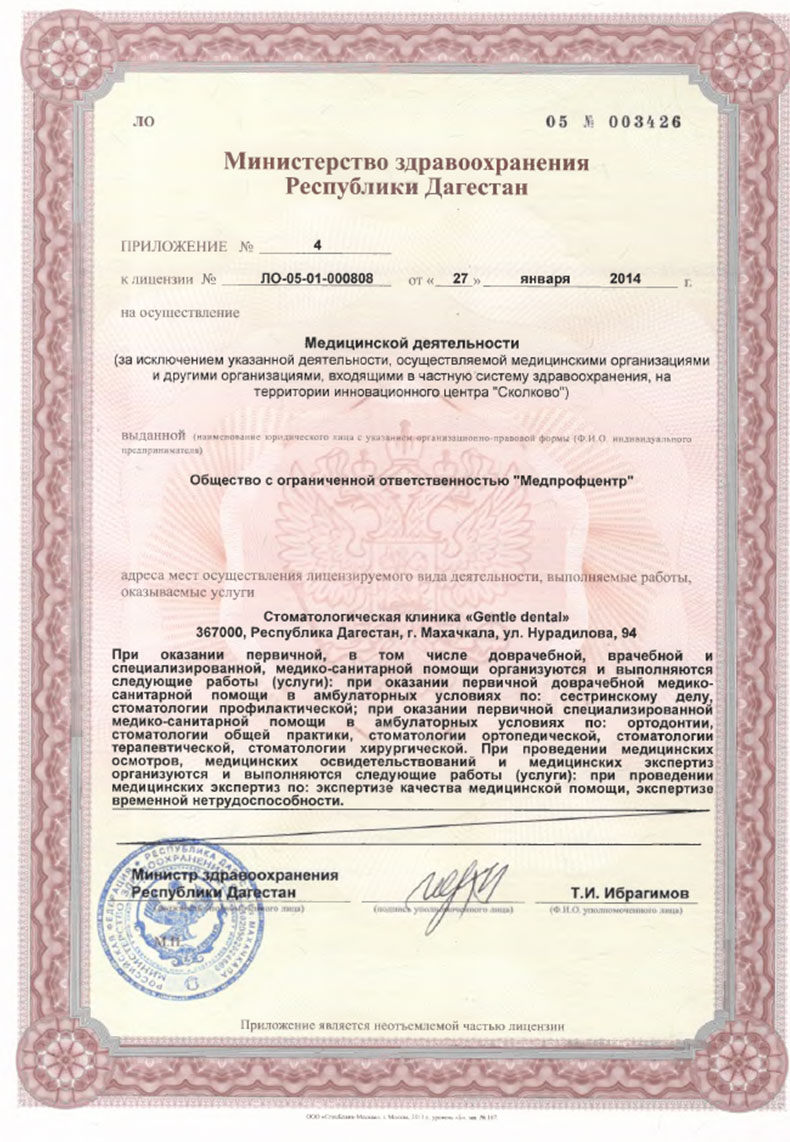 ЛО
05 № 003426
Министерство здравоохранения
Республики Дагестан
ПРИЛОЖЕНИЕ № 4
к лицензии № ЛО-05-01-000808 от « 27 » января 2014 г.
на осуществление
Медицинской деятельности
(за исключением указанной деятельности, осуществляемой медицинскими организациями
и другими организациями, входящими в частную систему здравоохранения, на
территории инновационного центра "Сколково")
выданной (наименование юридического лица с указанием организационно-правовой формы (Ф.И.О. индивидуального
предпринимателя)
Общество с ограниченной ответственностью "Медпрофцентр"
адреса мест осуществления лицензируемого вида деятельности, выполняемые работы,
оказываемые услуги
Стоматологическая клиника «Gentle dental»
367000, Республика Дагестан, г. Махачкала, ул. Нурадилова, 94
При оказании первичной, в том числе доврачебной, врачебной и
специализированной, медико-санитарной помощи организуются и выполняются
следующие работы (услуги): при оказании первичной доврачебной медико-
санитарной помощи в амбулаторных условиях по: сестринскому делу,
стоматологии профилактической; при оказании первичной специализированной
медико-санитарной помощи в амбулаторных условиях по: ортодонтии,
стоматологии общей практики, стоматологии ортопедической, стоматологии
терапевтической, стоматологии хирургической. При проведении медицинских
осмотров, медицинских освидетельствований и медицинских экспертиз
организуются и выполняются следующие работы (услуги): при проведении
медицинских экспертиз по: экспертизе качества медицинской помощи, экспертизе
временной нетрудоспособности.
Министр здравоохранения
Республики Дагестан
Т.И. Ибрагимов
лица)
(подпись уполномоченного лица)
(Ф.И.О. уполномоченного лица)
М.П.
Приложение является неотъемлемой частью лицензии